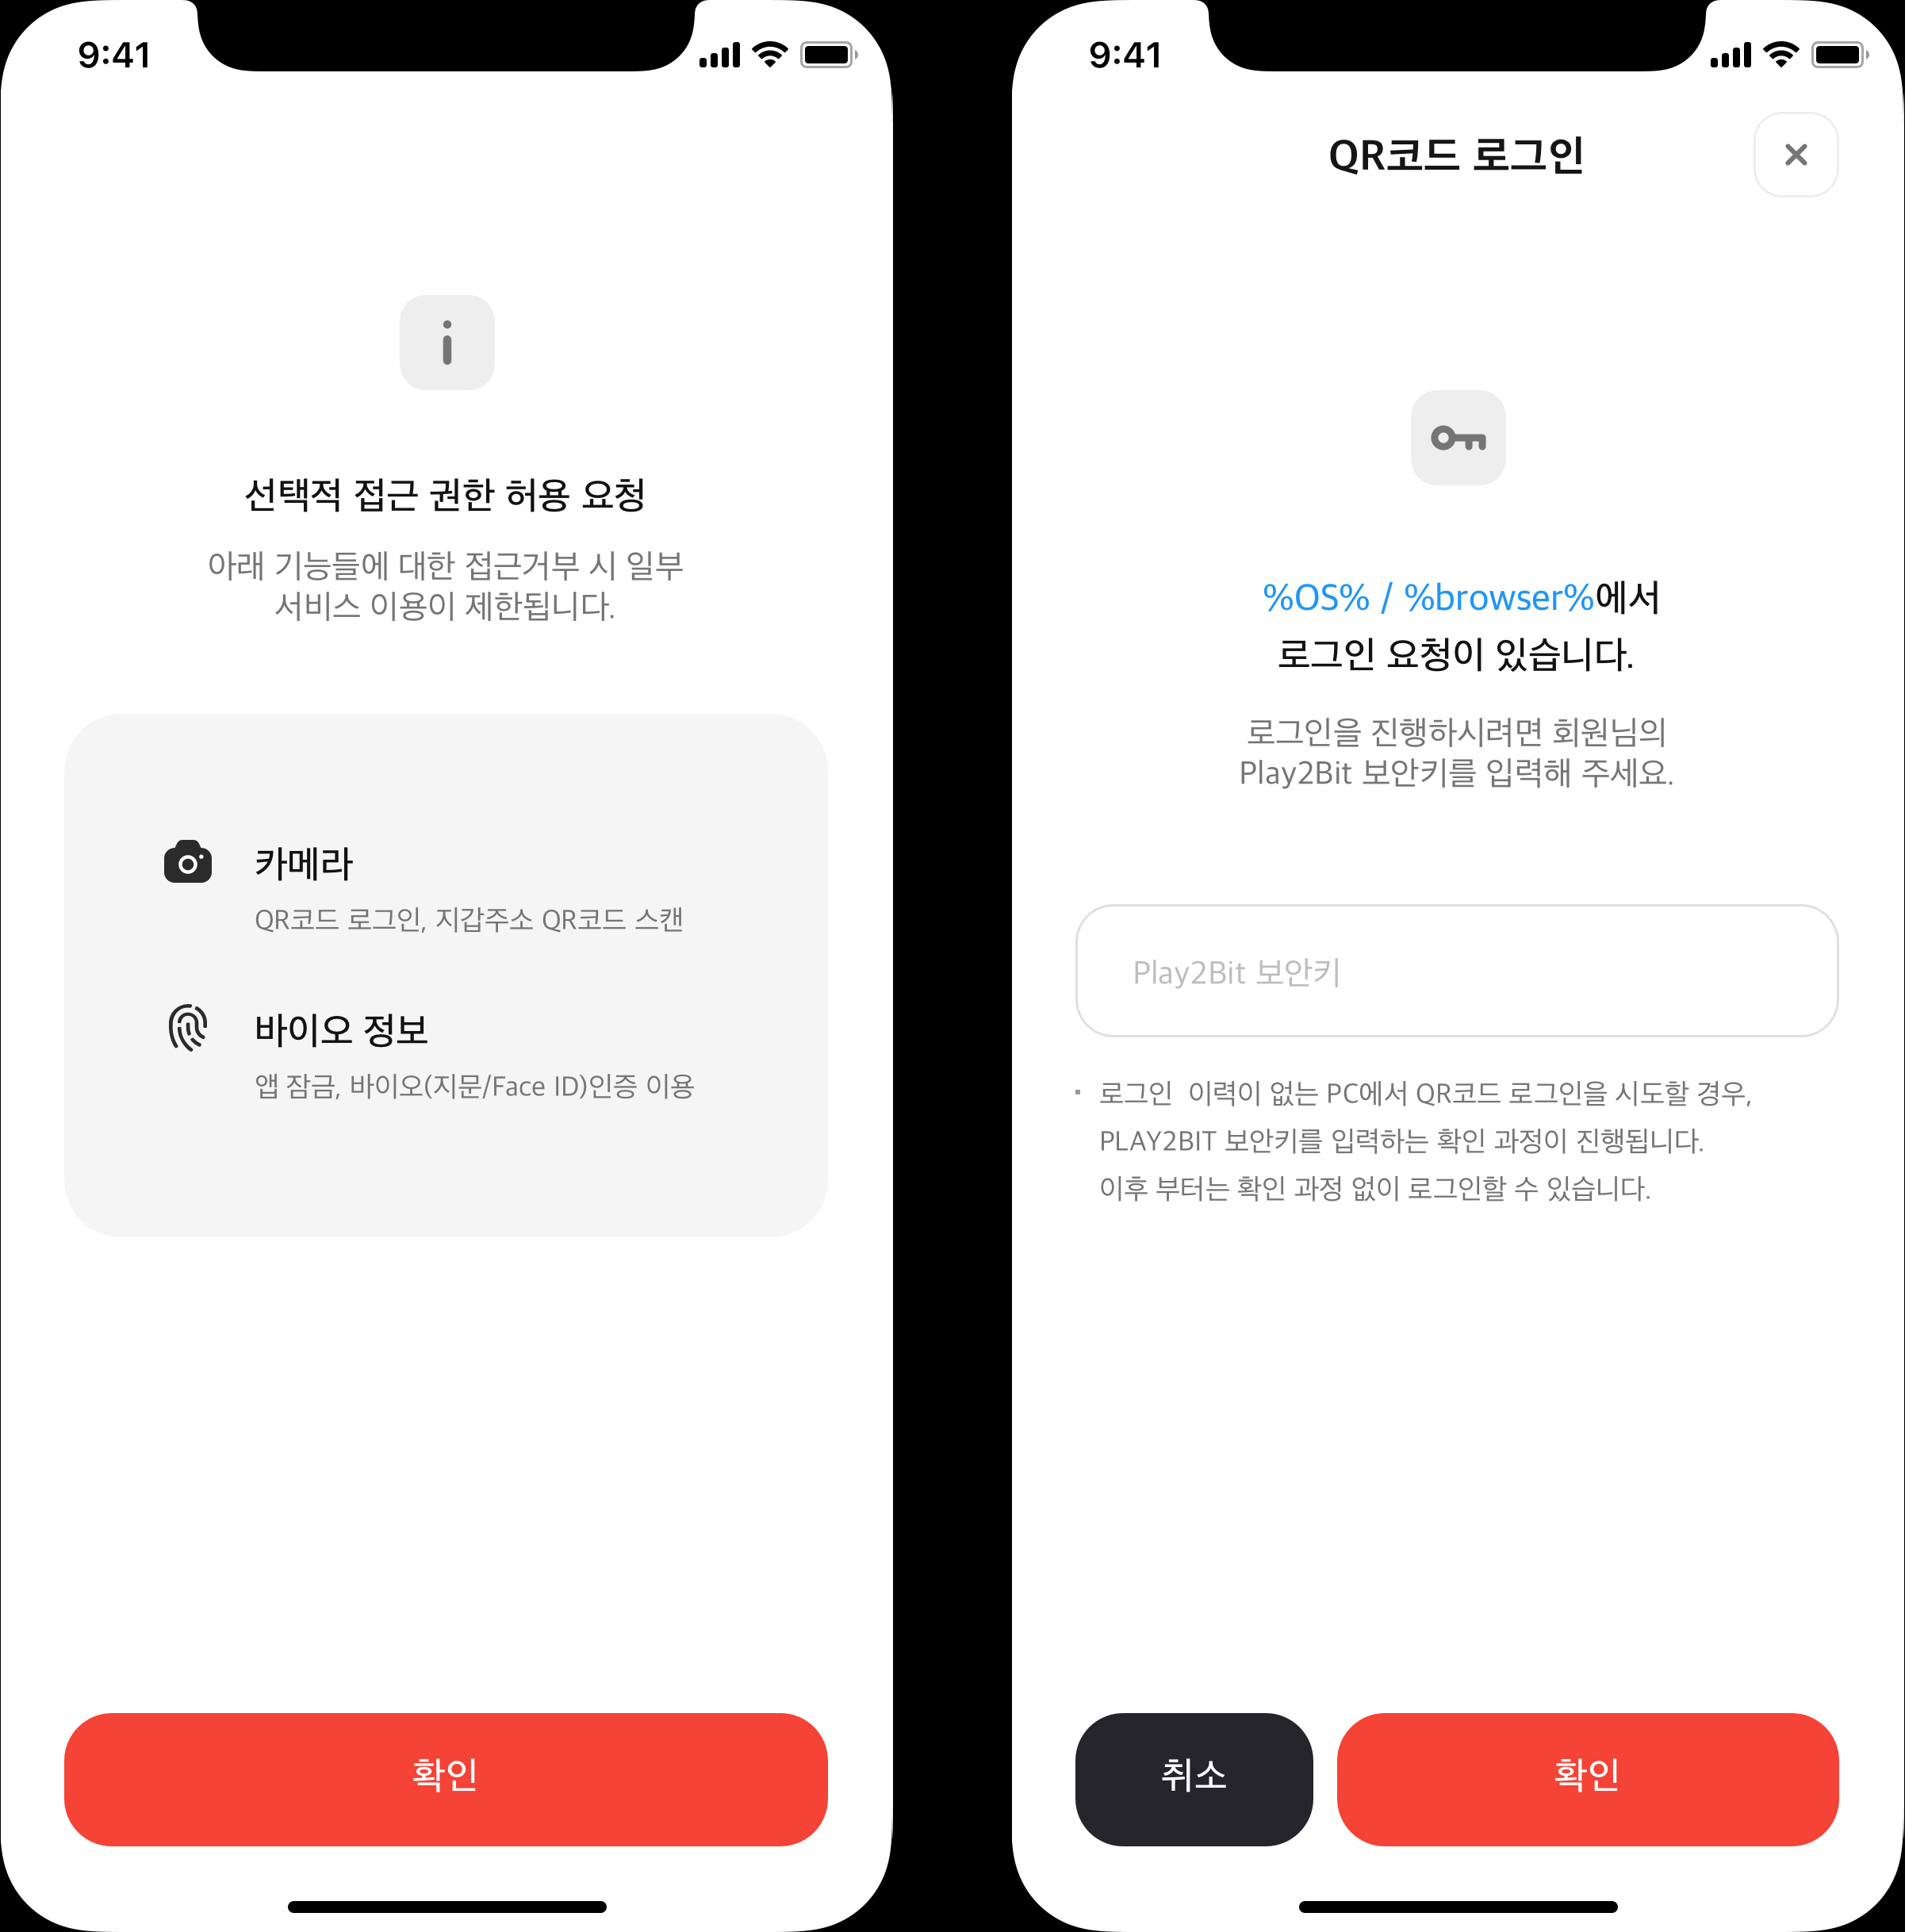 9:41
선택적 접근 권한 허용 요청
아래 기능들에 대한 접근거부 시 일부
서비스 이용이 제한됩니다.
카메라
QR코드 로그인, 지갑주소 QR코드 스캔
바이오 정보
앱 잠금, 바이오(지문/Face ID)인증 이용
확인
9:41
QR코드 로그인
%OS% / %browser%에서
로그인 요청이 있습니다.
로그인을 진행하시려면 회원님의
Play2Bit 보안키를 입력해 주세요.
Play2Bit 보안키
로그인 이력이 없는 PC에서 QR코드 로그인을 시도할 경우,
PLAY2BIT 보안키를 입력하는 확인 과정이 진행됩니다.
이후 부터는 확인 과정 없이 로그인할 수 있습니다.
취소
확인